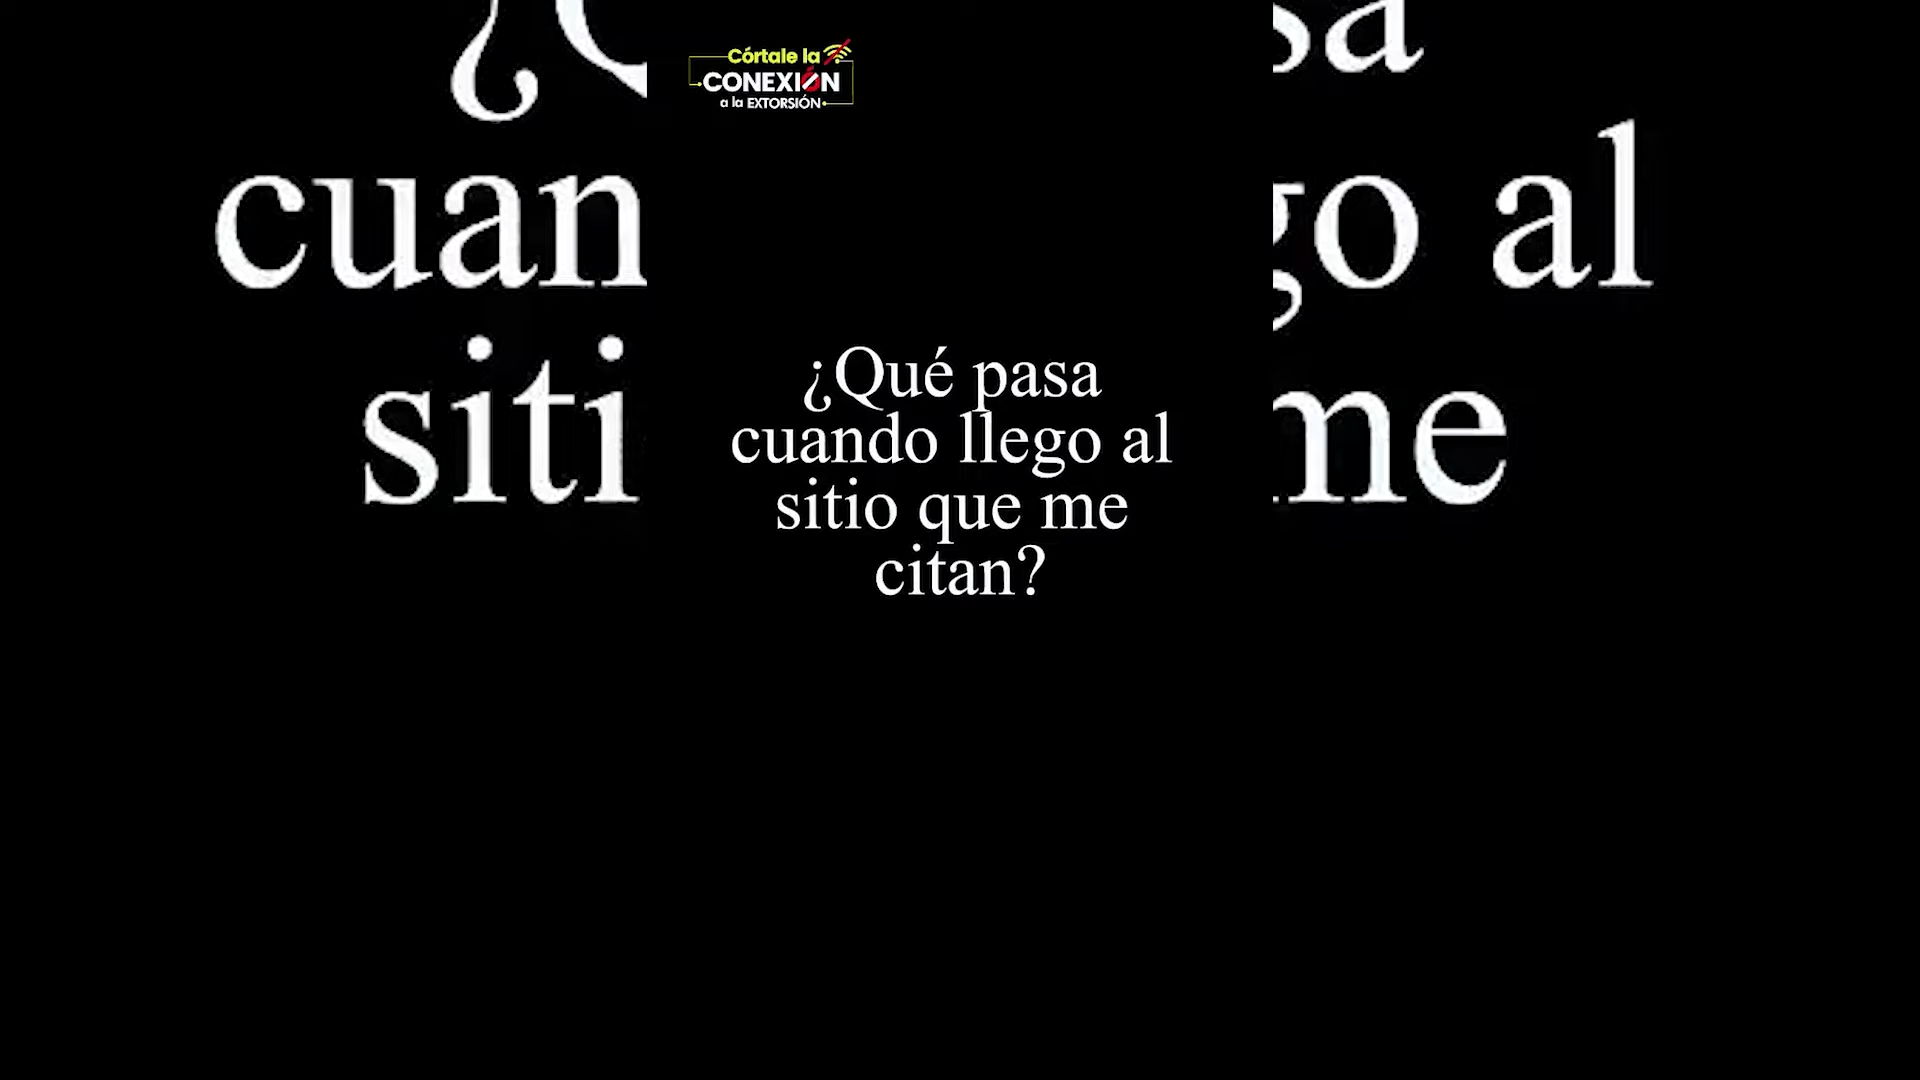 Córtale la
CONEXIÓN
a la EXTORSIÓN
¿Qué pasa
cuando llego al
sitio que me
citan?